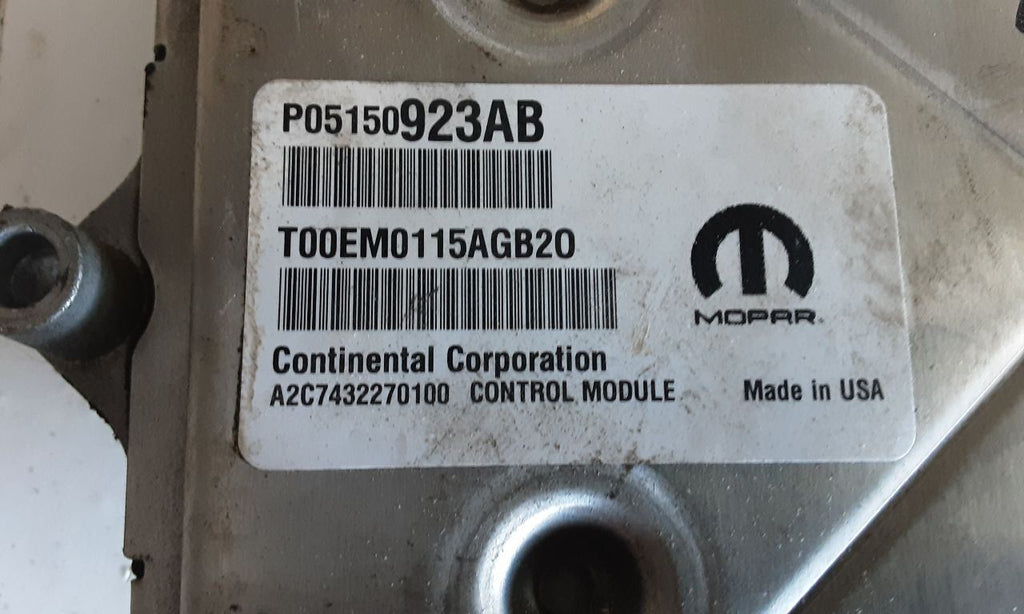 P05150923AB
T00EM0115AGB20
MOPAR
Continental Corporation
A2C7432270100 CONTROL MODULE Made in USA